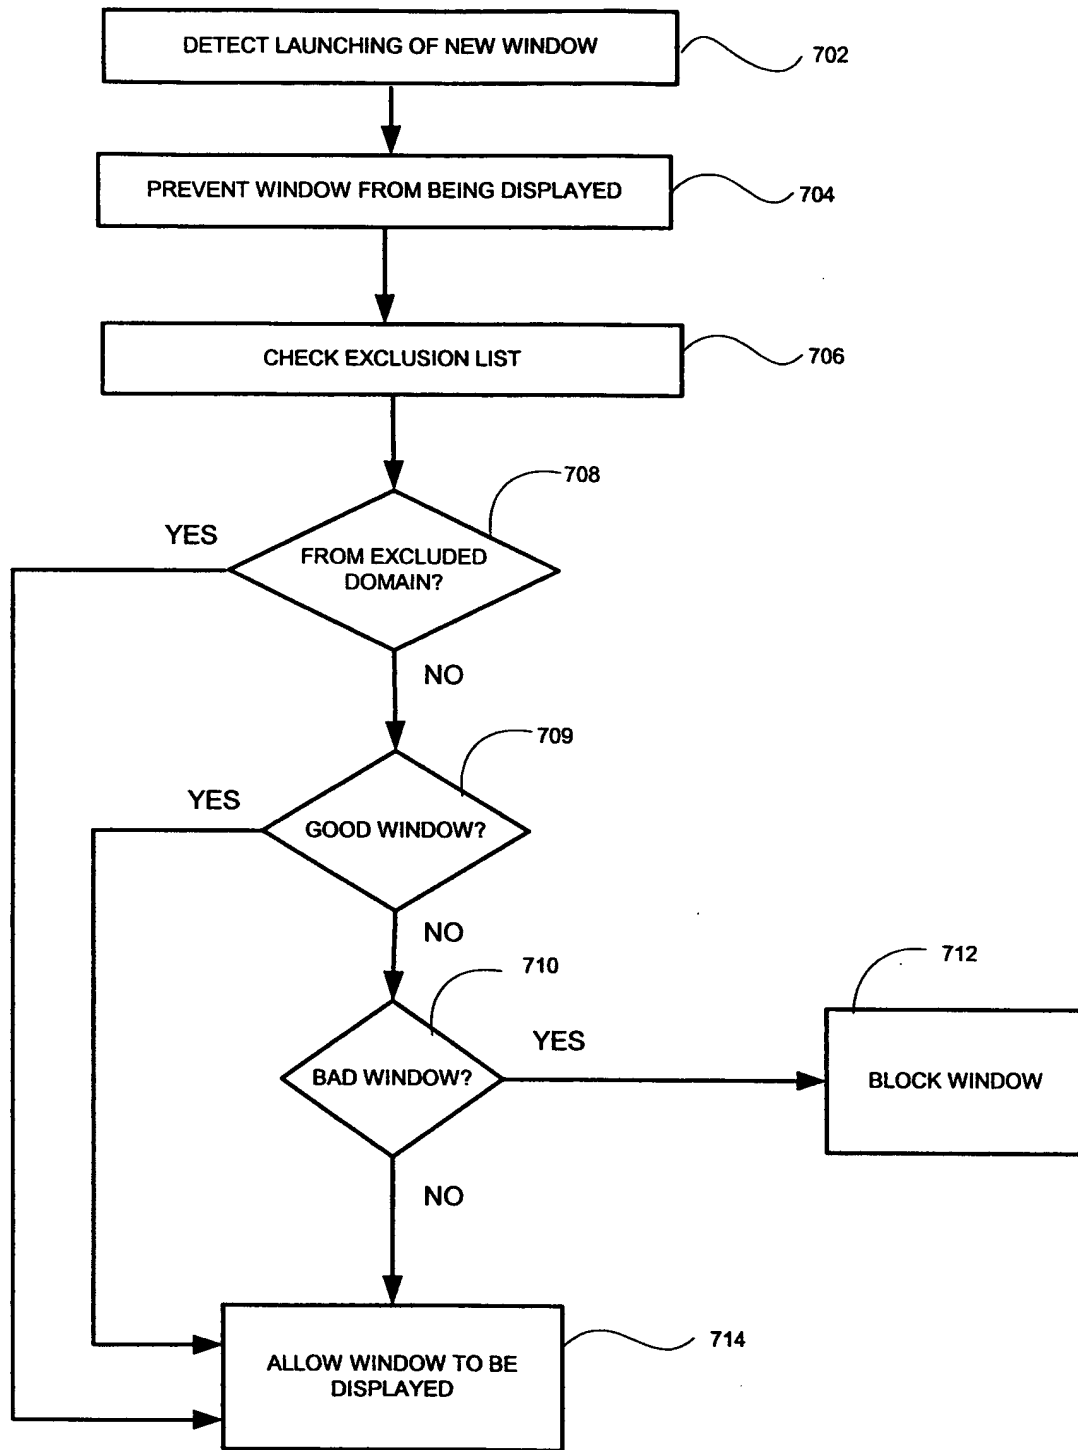 DETECT LAUNCHING OF NEW WINDOW
702
PREVENT WINDOW FROM BEING DISPLAYED
704
CHECK EXCLUSION LIST
706
708
YES
FROM EXCLUDED
DOMAIN?
NO
709
YES
GOOD WINDOW?
NO
710
712
YES
BAD WINDOW?
BLOCK WINDOW
NO
714
ALLOW WINDOW TO BE
DISPLAYED